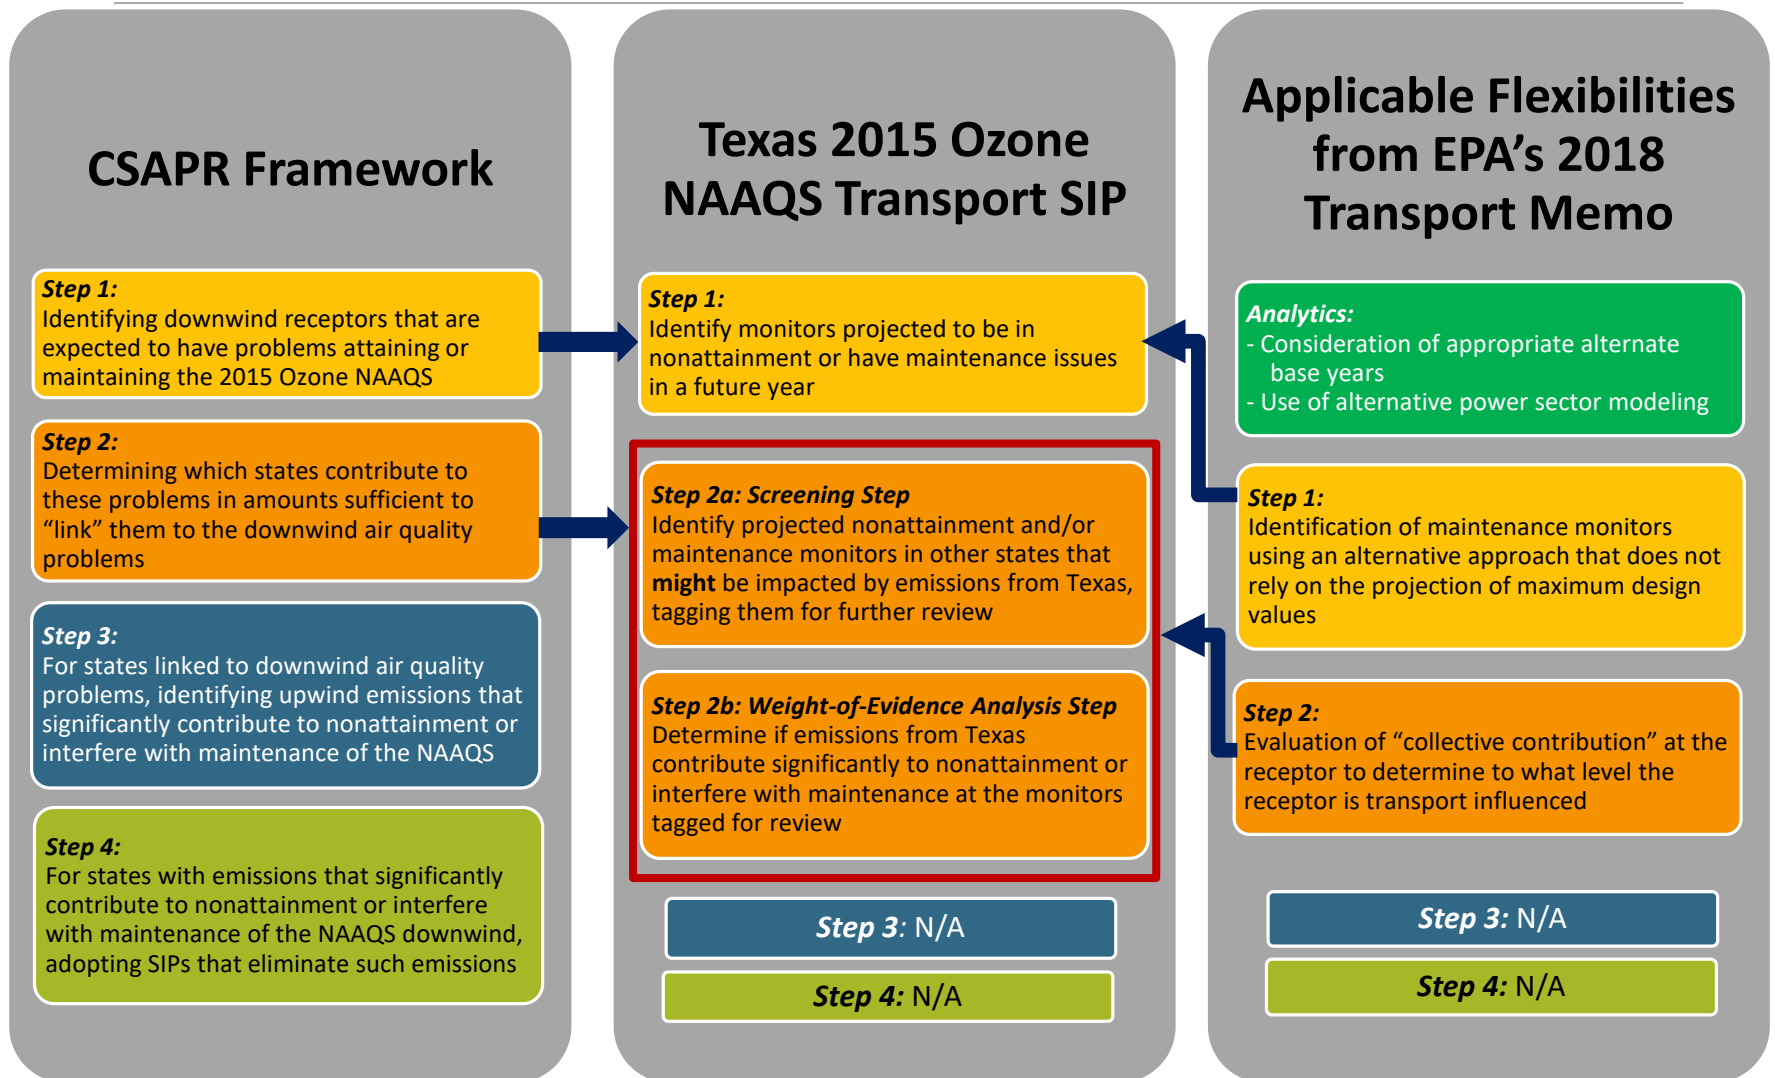 CSAPR Framework
Step 1:
Identifying downwind receptors that are
expected to have problems attaining or
maintaining the 2015 Ozone NAAQS
Step 2:
Determining which states contribute to
these problems in amounts sufficient to
“link” them to the downwind air quality
problems
Step 3:
For states linked to downwind air quality
problems, identifying upwind emissions that
significantly contribute to nonattainment or
interfere with maintenance of the NAAQS
Step 4:
For states with emissions that significantly
contribute to nonattainment or interfere
with maintenance of the NAAQS downwind,
adopting SIPs that eliminate such emissions
Texas 2015 Ozone
NAAQS Transport SIP
Step 1:
Identify monitors projected to be in
nonattainment or have maintenance issues
in a future year
Step 2a: Screening Step
Identify projected nonattainment and/or
maintenance monitors in other states that
might be impacted by emissions from Texas,
tagging them for further review
Step 2b: Weight-of-Evidence Analysis Step
Determine if emissions from Texas
contribute significantly to nonattainment or
interfere with maintenance at the monitors
tagged for review
Step 3: N/A
Step 4: N/A
Applicable Flexibilities
from EPA’s 2018
Transport Memo
Analytics:
- Consideration of appropriate alternate
base years
- Use of alternative power sector modeling
Step 1:
Identification of maintenance monitors
using an alternative approach that does not
rely on the projection of maximum design
values
Step 2:
Evaluation of “collective contribution” at the
receptor to determine to what level the
receptor is transport influenced
Step 3: N/A
Step 4: N/A